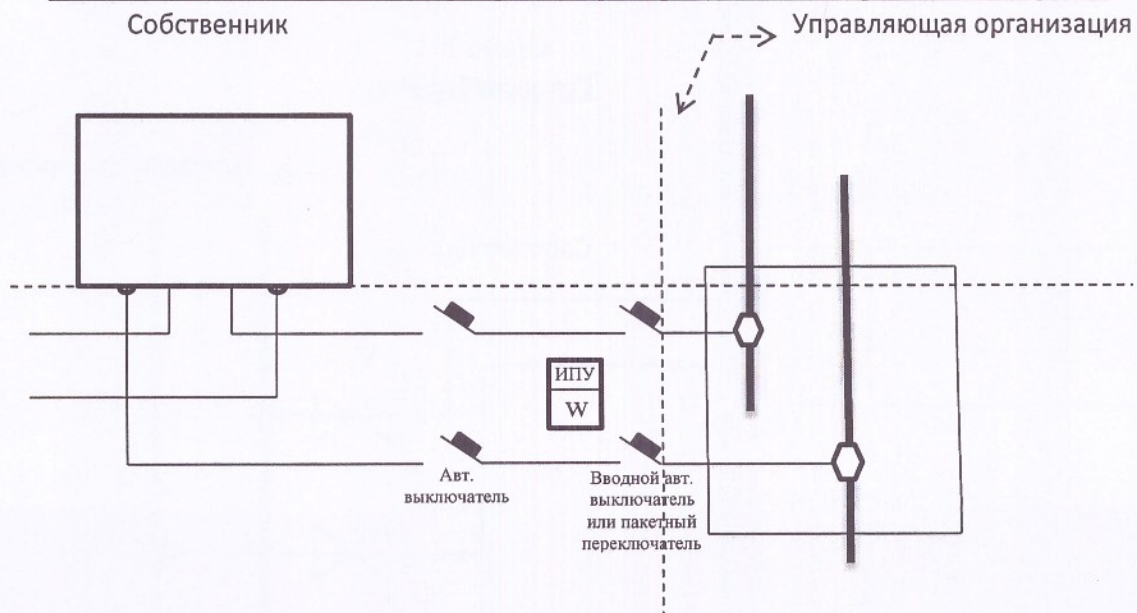 Собственник
Управляющая организация
ИПУ
W
Авт.
выключатель
Вводной авт.
выключатель
или пакетный
переключатель